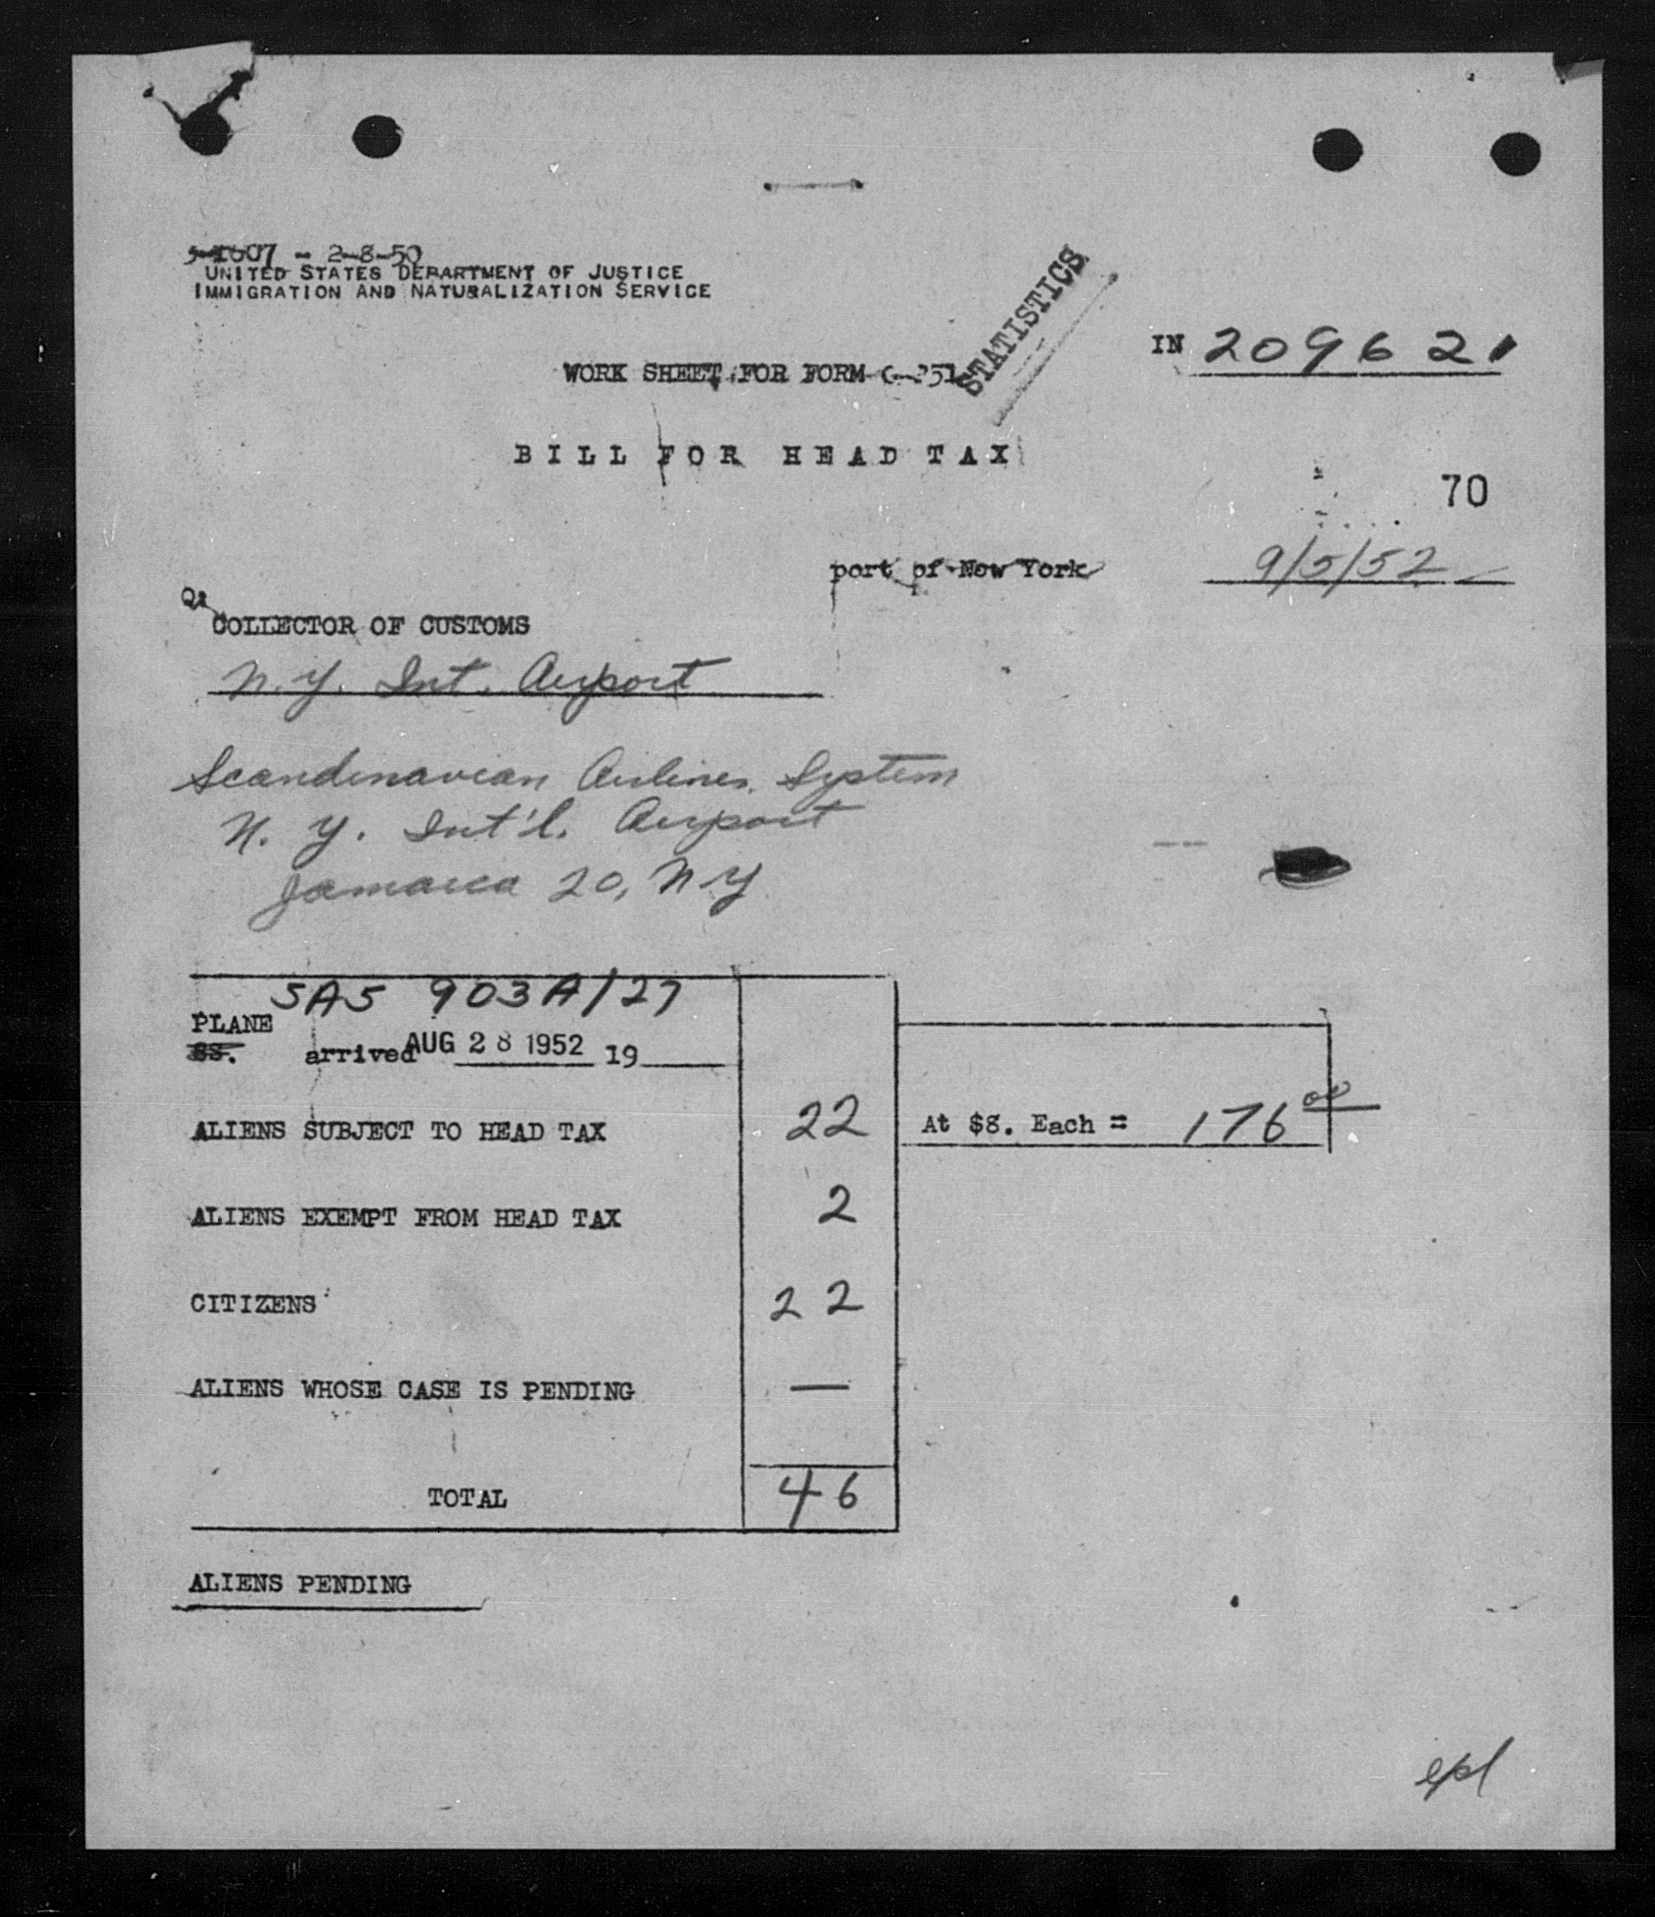 5-1607 - 2-8-50
UNITED STATES DEPARTMENT OF JUSTICE
IMMIGRATION AND NATURALIZATION SERVICE
STATISTICS
IN 209621
WORK SHEET FOR FORM G-251
BILL FOR HEAD TAX
70
port of New York 9/5/52
COLLECTOR OF CUSTOMS
N.Y. Int. Airport
Scandinavian Airlines System
N. Y. Int'l. Airport
Jamaica 20, N.Y
SAS 903A/27
PLANE
SS. arrived AUG 28 1952 19
ALIENS SUBJECT TO HEAD TAX 22 At $8. Each = 176 00
ALIENS EXEMPT FROM HEAD TAX 2
CITIZENS 22
ALIENS WHOSE CASE IS PENDING —
TOTAL 46
ALIENS PENDING
epl